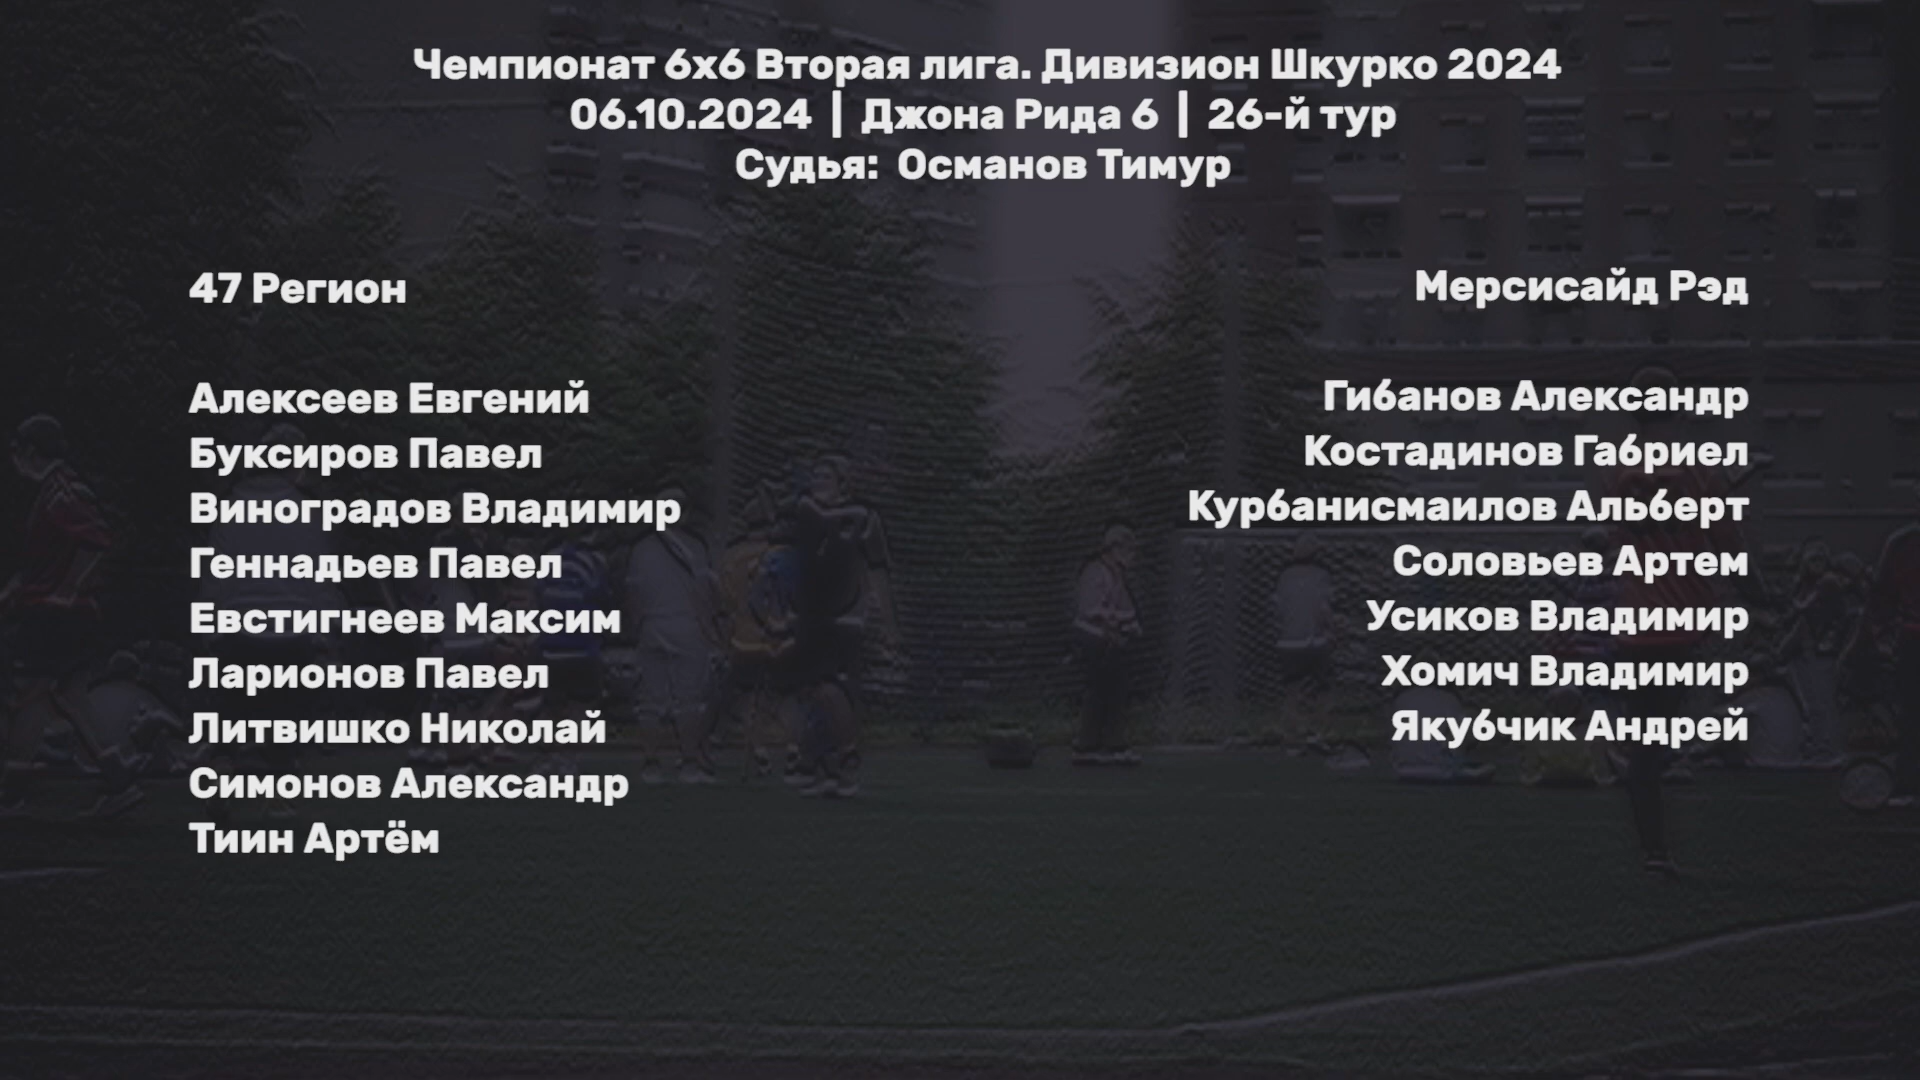 Чемпионат 6х6 Вторая лига. Дивизион Шкурко 2024
06.10.2024 | Джона Рида 6 | 26-й тур
Судья: Османов Тимур
47 Регион
Алексеев Евгений
Буксиров Павел
Виноградов Владимир
Геннадьев Павел
Евстигнеев Максим
Ларионов Павел
Литвишко Николай
Симонов Александр
Тиин Артём
Мерсисайд Рэд
Гибанов Александр
Костадинов Габриел
Курбанисмаилов Альберт
Соловьев Артем
Усиков Владимир
Хомич Владимир
Якубчик Андрей